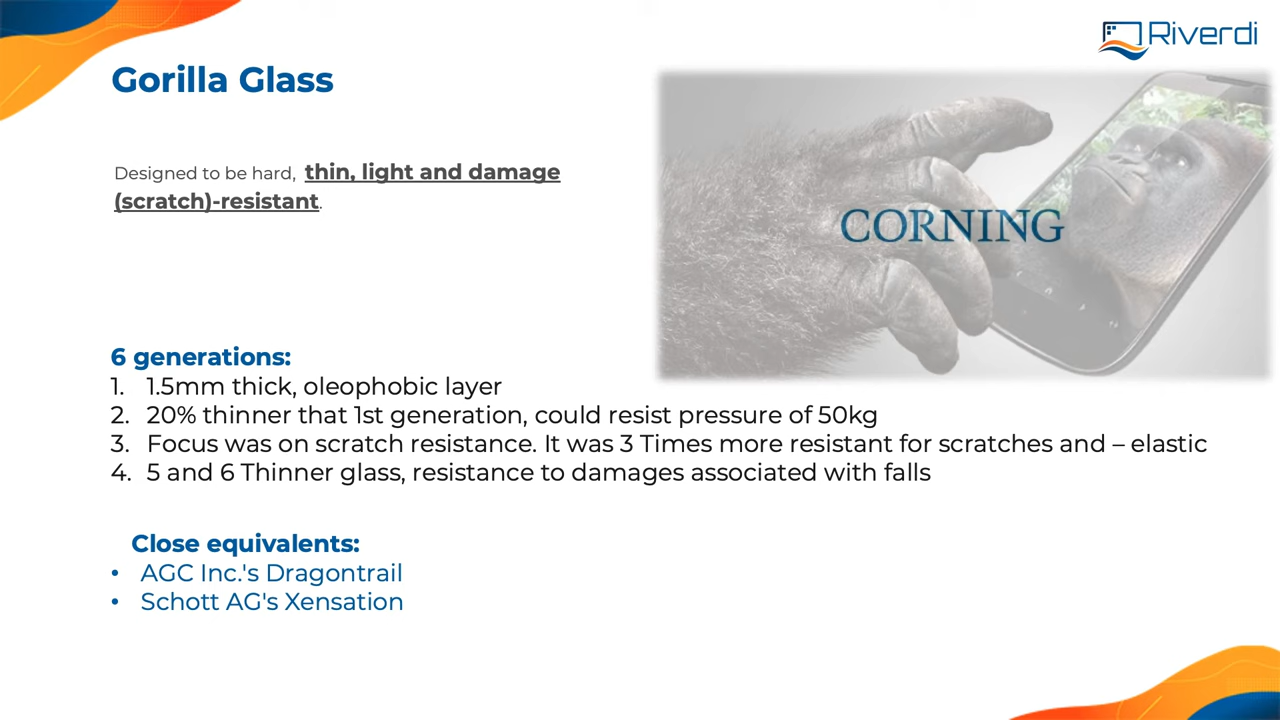 Riverdi
Gorilla Glass
Designed to be hard, thin, light and damage
(scratch)-resistant.
CORNING
6 generations:
1. 1.5mm thick, oleophobic layer
2. 20% thinner that 1st generation, could resist pressure of 50kg
3. Focus was on scratch resistance. It was 3 Times more resistant for scratches and – elastic
4. 5 and 6 Thinner glass, resistance to damages associated with falls
Close equivalents:
• AGC Inc.'s Dragontrail
• Schott AG's Xensation